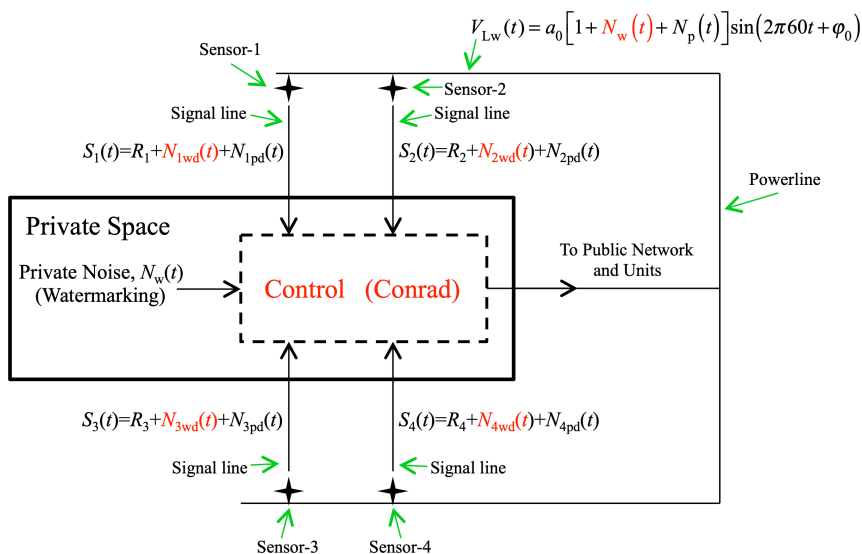 V_Lw(t) = a_0[1+N_w(t)+N_p(t)]sin(2π60t+φ_0)
Sensor-1
Sensor-2
Signal line
Signal line
S_1(t)=R_1+N_1wd(t)+N_1pd(t)
S_2(t)=R_2+N_2wd(t)+N_2pd(t)
Powerline
Private Space
To Public Network
and Units
Private Noise, N_w(t)
(Watermarking)
Control (Conrad)
S_3(t)=R_3+N_3wd(t)+N_3pd(t)
S_4(t)=R_4+N_4wd(t)+N_4pd(t)
Signal line
Signal line
Sensor-3
Sensor-4